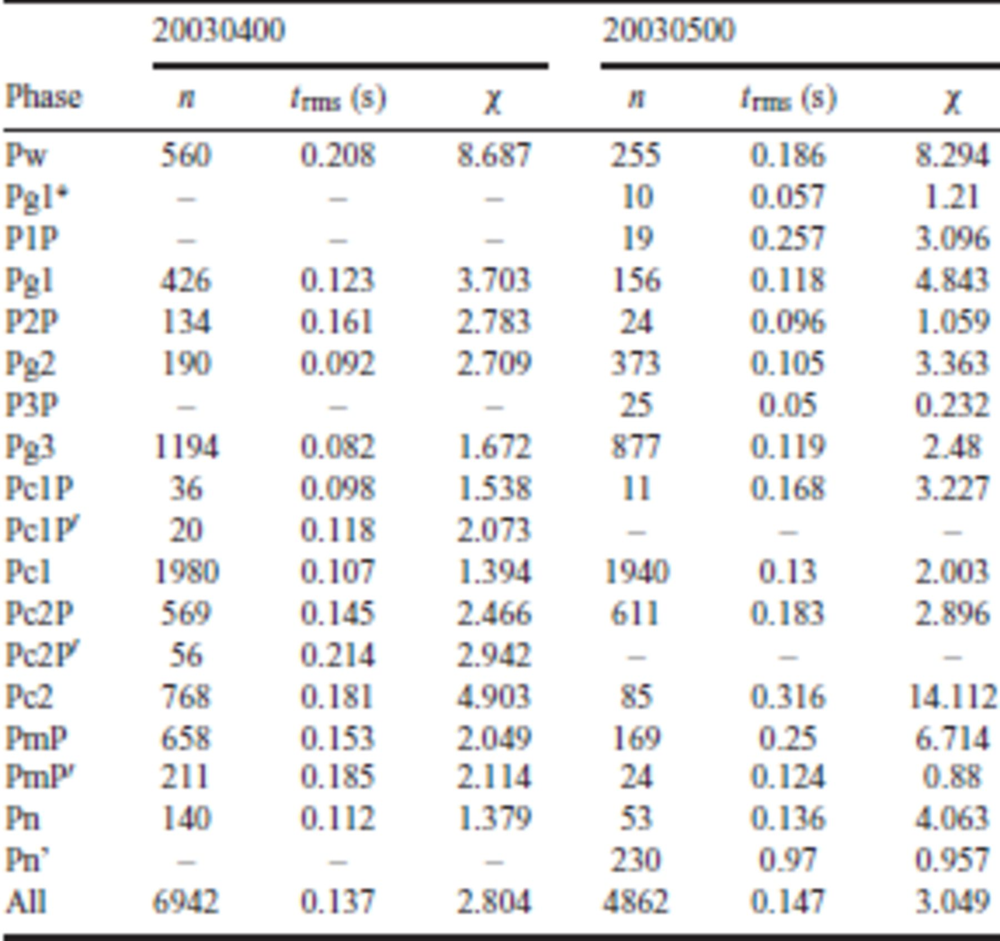 20030400 20030500
Phase n trms (s) χ n trms (s) χ
Pw 560 0.208 8.687 255 0.186 8.294
Pg1* – – – 10 0.057 1.21
P1P – – – 19 0.257 3.096
Pg1 426 0.123 3.703 156 0.118 4.843
P2P 134 0.161 2.783 24 0.096 1.059
Pg2 190 0.092 2.709 373 0.105 3.363
P3P – – – 25 0.05 0.232
Pg3 1194 0.082 1.672 877 0.119 2.48
Pc1P 36 0.098 1.538 11 0.168 3.227
Pc1P′ 20 0.118 2.073 – – –
Pc1 1980 0.107 1.394 1940 0.13 2.003
Pc2P 569 0.145 2.466 611 0.183 2.896
Pc2P′ 56 0.214 2.942 – – –
Pc2 768 0.181 4.903 85 0.316 14.112
PmP 658 0.153 2.049 169 0.25 6.714
PmP′ 211 0.185 2.114 24 0.124 0.88
Pn 140 0.112 1.379 53 0.136 4.063
Pn’ – – – 230 0.97 0.957
All 6942 0.137 2.804 4862 0.147 3.049